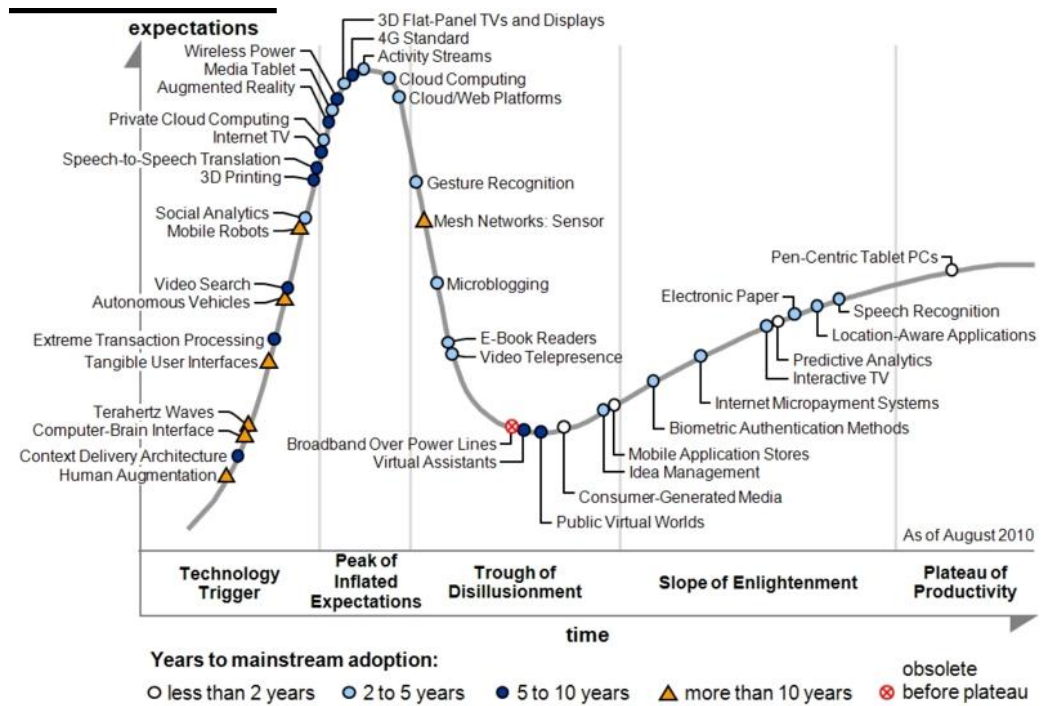 expectations
3D Flat-Panel TVs and Displays
4G Standard
Activity Streams
Wireless Power
Media Tablet
Augmented Reality
Cloud Computing
Cloud/Web Platforms
Private Cloud Computing
Internet TV
Speech-to-Speech Translation
3D Printing
Gesture Recognition
Social Analytics
Mobile Robots
Mesh Networks: Sensor
Video Search
Autonomous Vehicles
Microblogging
Extreme Transaction Processing
Tangible User Interfaces
E-Book Readers
Video Telepresence
Pen-Centric Tablet PCs
Electronic Paper
Speech Recognition
Location-Aware Applications
Predictive Analytics
Interactive TV
Internet Micropayment Systems
Biometric Authentication Methods
Terahertz Waves
Computer-Brain Interface
Context Delivery Architecture
Human Augmentation
Broadband Over Power Lines
Virtual Assistants
Mobile Application Stores
Idea Management
Consumer-Generated Media
Public Virtual Worlds
As of August 2010
Technology
Trigger
Peak of
Inflated
Expectations
Trough of
Disillusionment
Slope of Enlightenment
Plateau of
Productivity
time
Years to mainstream adoption:
less than 2 years
2 to 5 years
5 to 10 years
more than 10 years
obsolete
before plateau